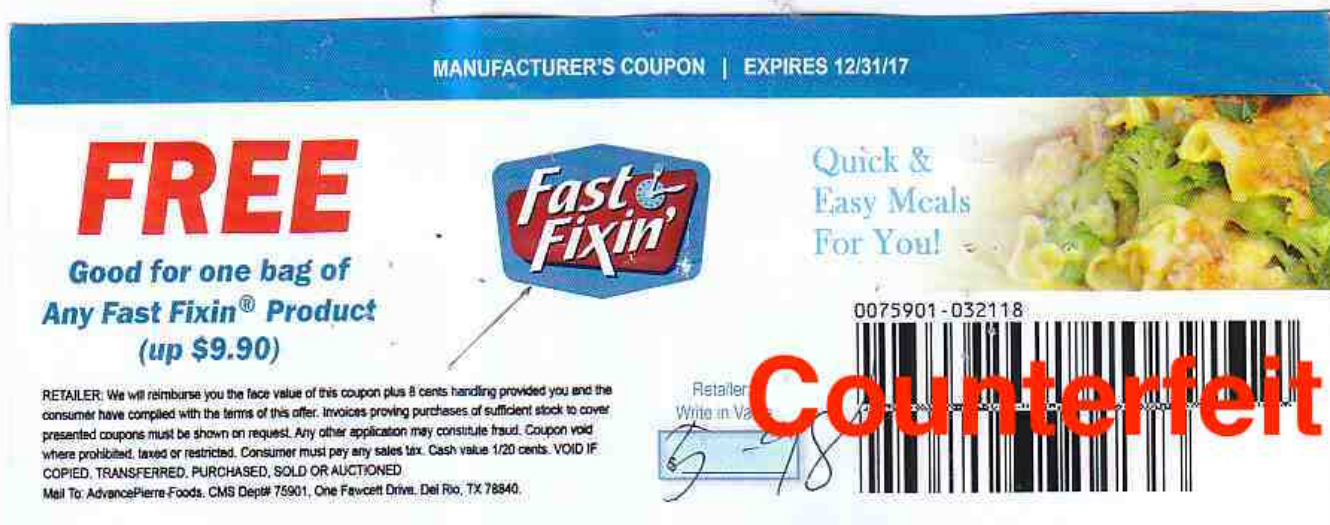 MANUFACTURER'S COUPON | EXPIRES 12/31/17
FREE
Good for one bag of
Any Fast Fixin® Product
(up $9.90)
Fast
Fixin'
Quick &
Easy Meals
For You!
0075901-032118
RETAILER: We will reimburse you the face value of this coupon plus 8 cents handling provided you and the
consumer have complied with the terms of this offer. Invoices proving purchases of sufficient stock to cover
presented coupons must be shown on request. Any other application may constitute fraud. Coupon void
where prohibited, taxed or restricted. Consumer must pay any sales tax. Cash value 1/20 cents. VOID IF
COPIED, TRANSFERRED, PURCHASED, SOLD OR AUCTIONED
Mail To: AdvancePierre Foods, CMS Dept# 75901, One Fawcett Drive, Del Rio, TX 78840.
Retailer
Write in
$
Counterfeit